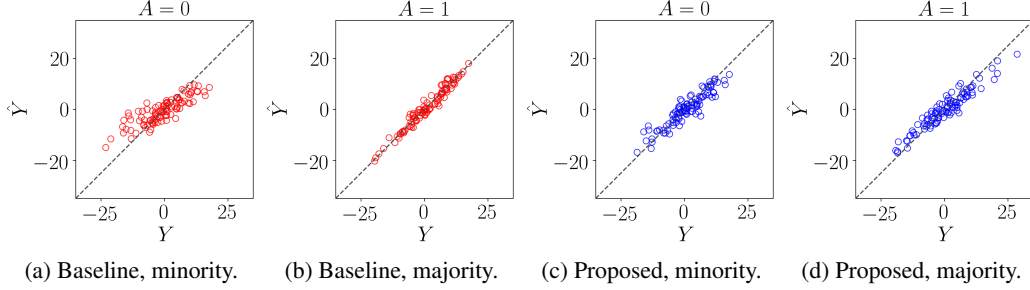 A = 0
A = 1
A = 0
A = 1
20
0
−20
Ŷ
−25 0 25
Y
20
0
−20
Ŷ
−25 0 25
Y
20
0
−20
Ŷ
−25 0 25
Y
20
0
−20
Ŷ
−25 0 25
Y
(a) Baseline, minority.
(b) Baseline, majority.
(c) Proposed, minority.
(d) Proposed, majority.